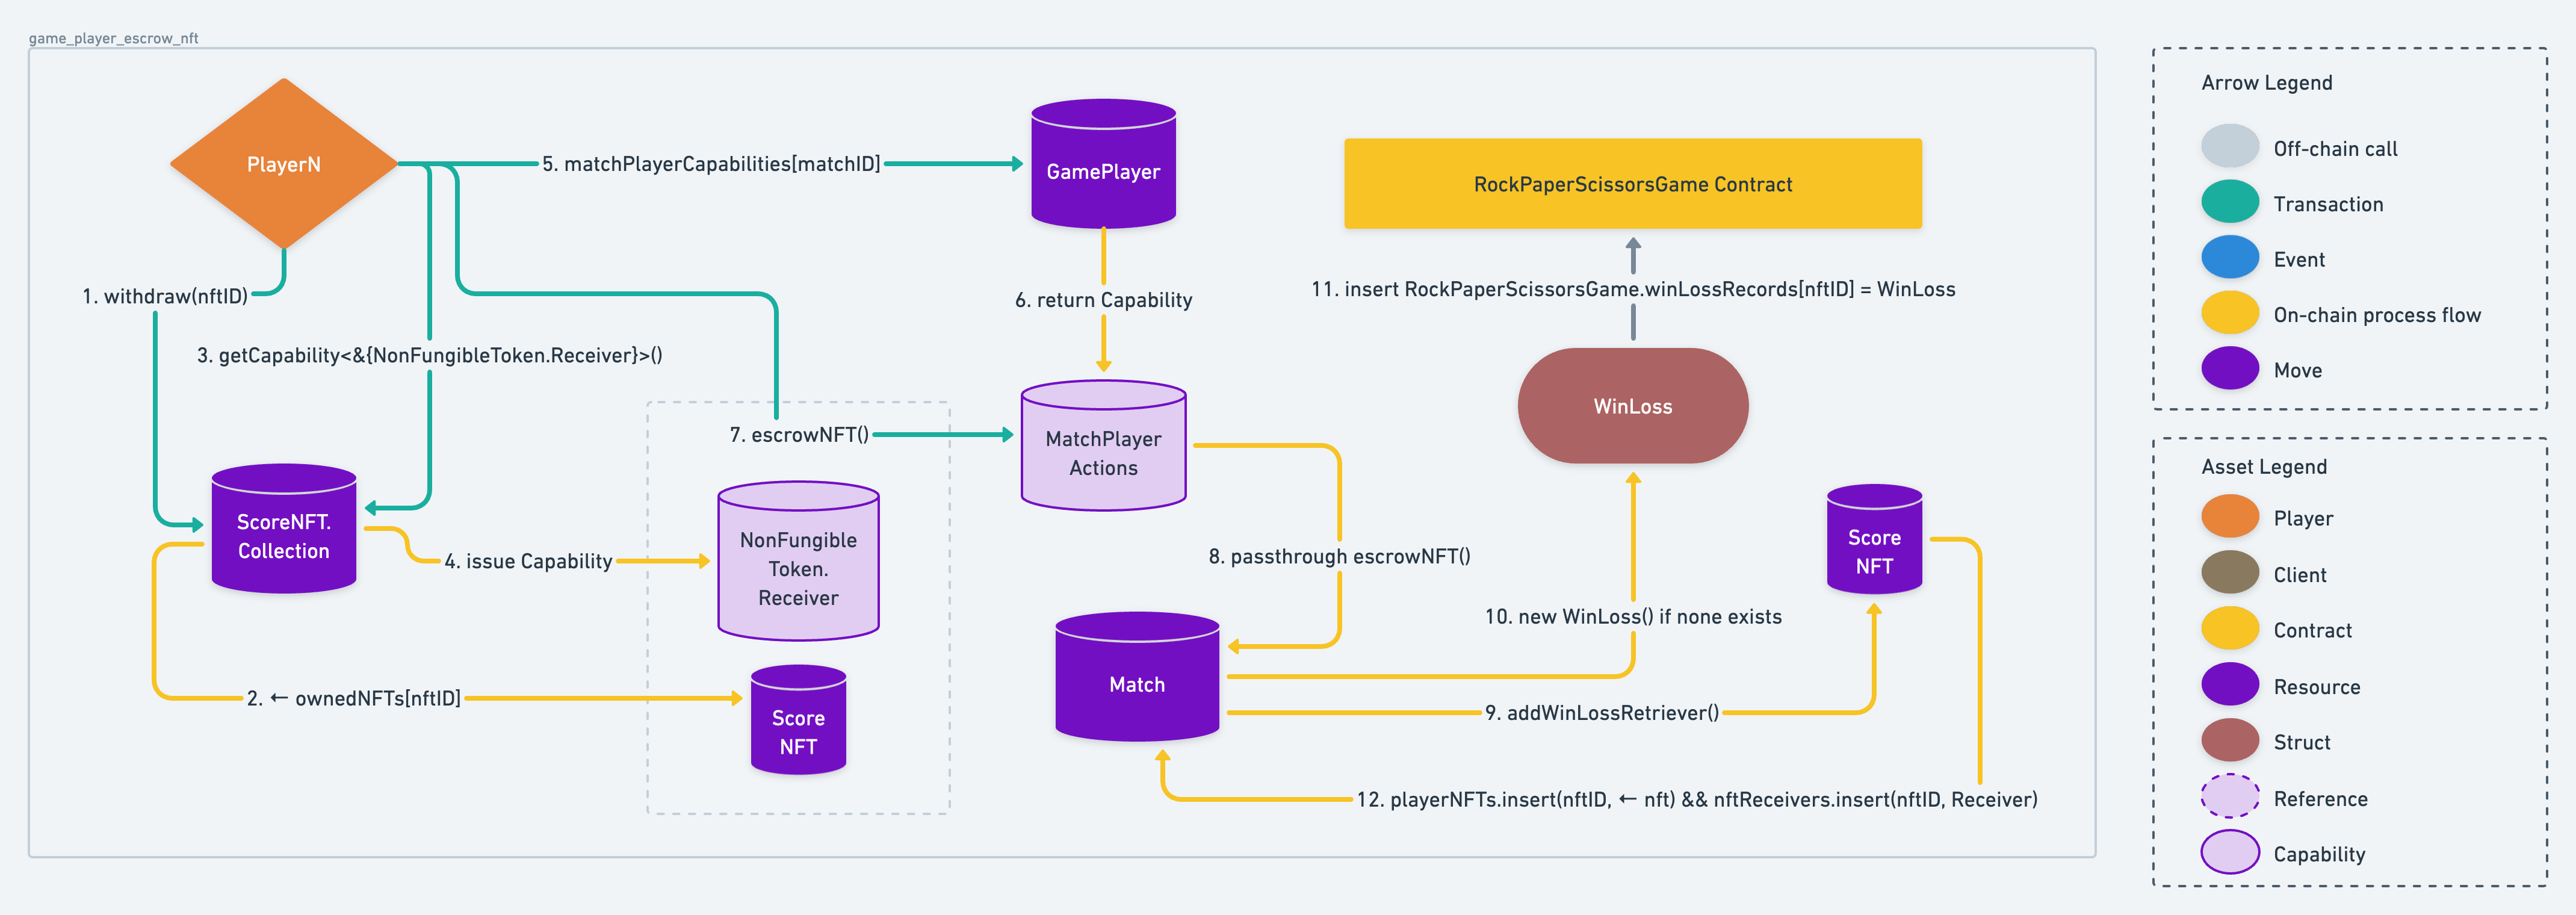 game_player_escrow_nft
PlayerN
1. withdraw(nftID)
3. getCapability<&{NonFungibleToken.Receiver}>()
5. matchPlayerCapabilities[matchID]
GamePlayer
6. return Capability
7. escrowNFT()
MatchPlayer
Actions
ScoreNFT.
Collection
4. issue Capability
NonFungible
Token.
Receiver
2. ← ownedNFTs[nftID]
Score
NFT
8. passthrough escrowNFT()
Match
RockPaperScissorsGame Contract
11. insert RockPaperScissorsGame.winLossRecords[nftID] = WinLoss
WinLoss
10. new WinLoss() if none exists
9. addWinLossRetriever()
Score
NFT
12. playerNFTs.insert(nftID, ← nft) && nftReceivers.insert(nftID, Receiver)
Arrow Legend
Off-chain call
Transaction
Event
On-chain process flow
Move
Asset Legend
Player
Client
Contract
Resource
Struct
Reference
Capability